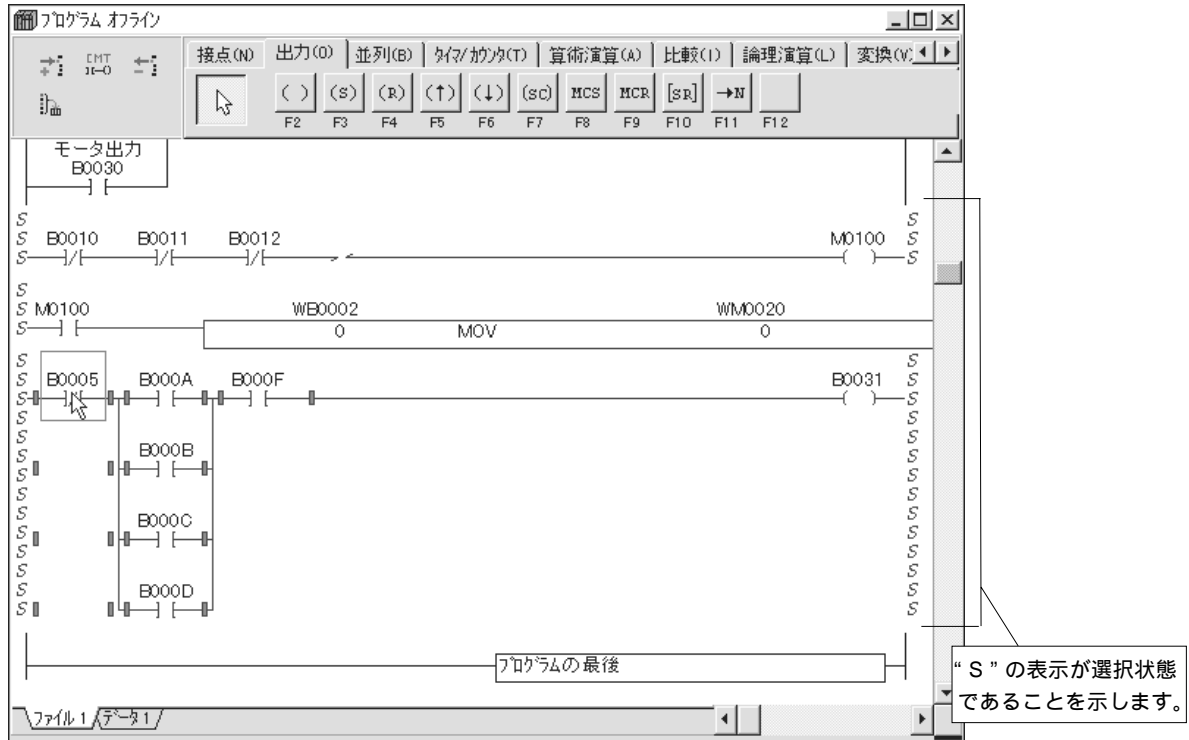 ﾌﾟﾛｸﾞﾗﾑ ｵﾌﾗｲﾝ
CMT
接点(N) 出力(O) 並列(B) ﾀｲﾏ/ｶｳﾝﾀ(T) 算術演算(A) 比較(I) 論理演算(L) 変換(V)
( ) (S) (R) (↑) (↓) (SC) MCS MCR [SR] →N
F2 F3 F4 F5 F6 F7 F8 F9 F10 F11 F12
モータ出力
B0030
S S
S B0010 B0011 B0012 M0100 S
S S
S
S M0100 WB0002 WM0020
S 0 MOV 0
S S
S B0005 B000A B000F B0031 S
S S
S S
S S
S B000B S
S S
S S
S S
S B000C S
S S
S S
S S
S B000D S
ﾌﾟﾛｸﾞﾗﾑの最後
ﾌｧｲﾙ 1 ﾃﾞｰﾀ 1
“ S ” の表示が選択状態
であることを示します。